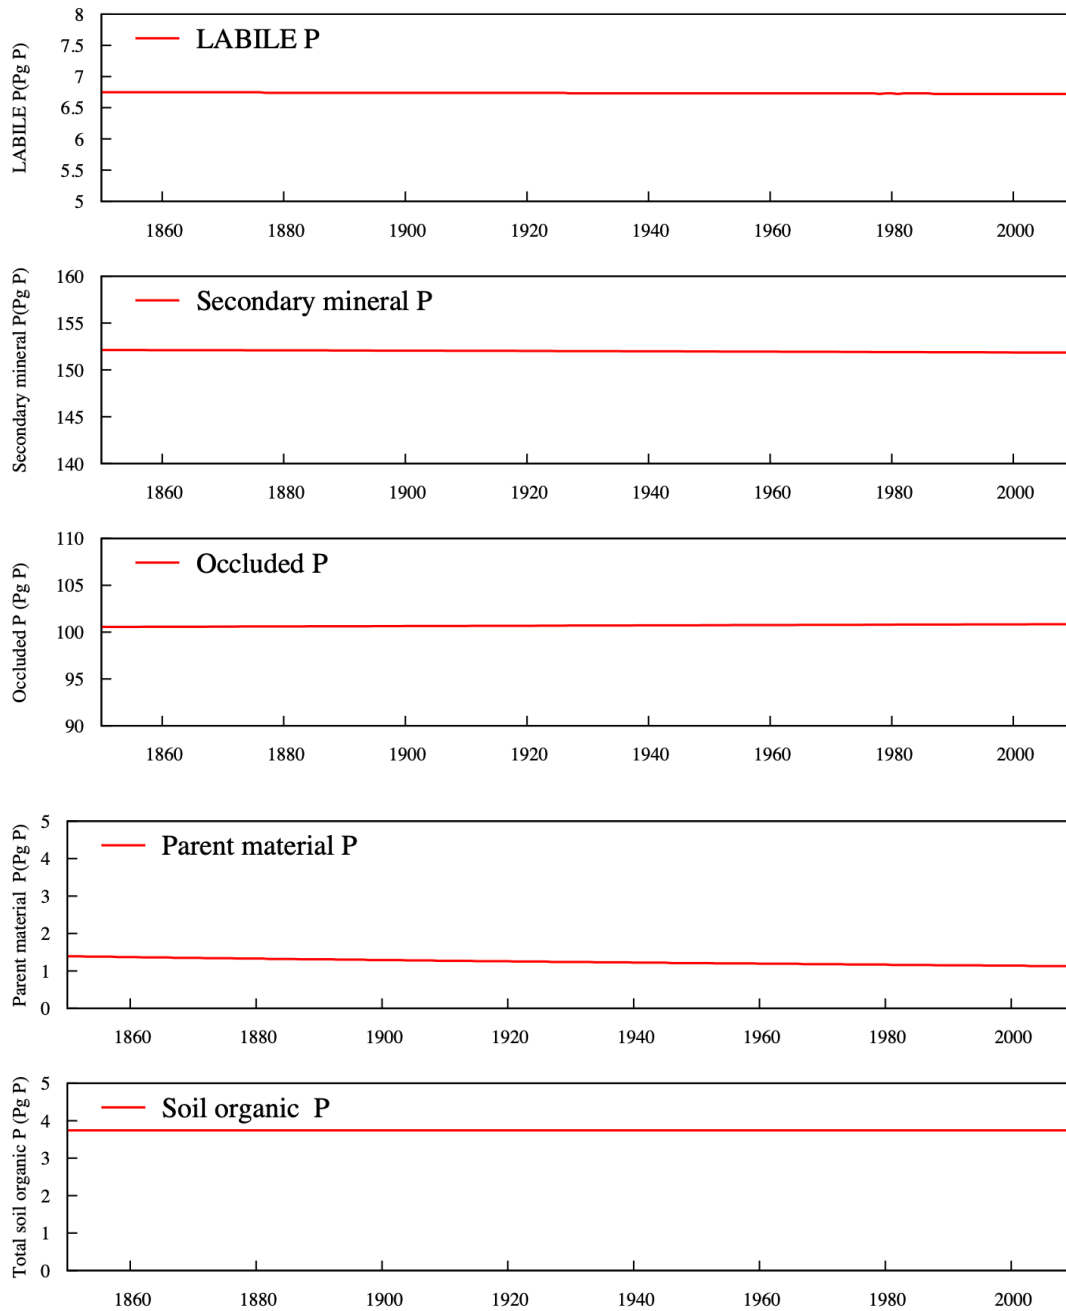 LABILE P(Pg P)
8
7.5
7
6.5
6
5.5
5
LABILE P
1860 1880 1900 1920 1940 1960 1980 2000
Secondary mineral P(Pg P)
160
155
150
145
140
Secondary mineral P
1860 1880 1900 1920 1940 1960 1980 2000
Occluded P (Pg P)
110
105
100
95
90
Occluded P
1860 1880 1900 1920 1940 1960 1980 2000
Parent material P(Pg P)
5
4
3
2
1
0
Parent material P
1860 1880 1900 1920 1940 1960 1980 2000
Total soil organic P (Pg P)
5
4
3
2
1
0
Soil organic P
1860 1880 1900 1920 1940 1960 1980 2000